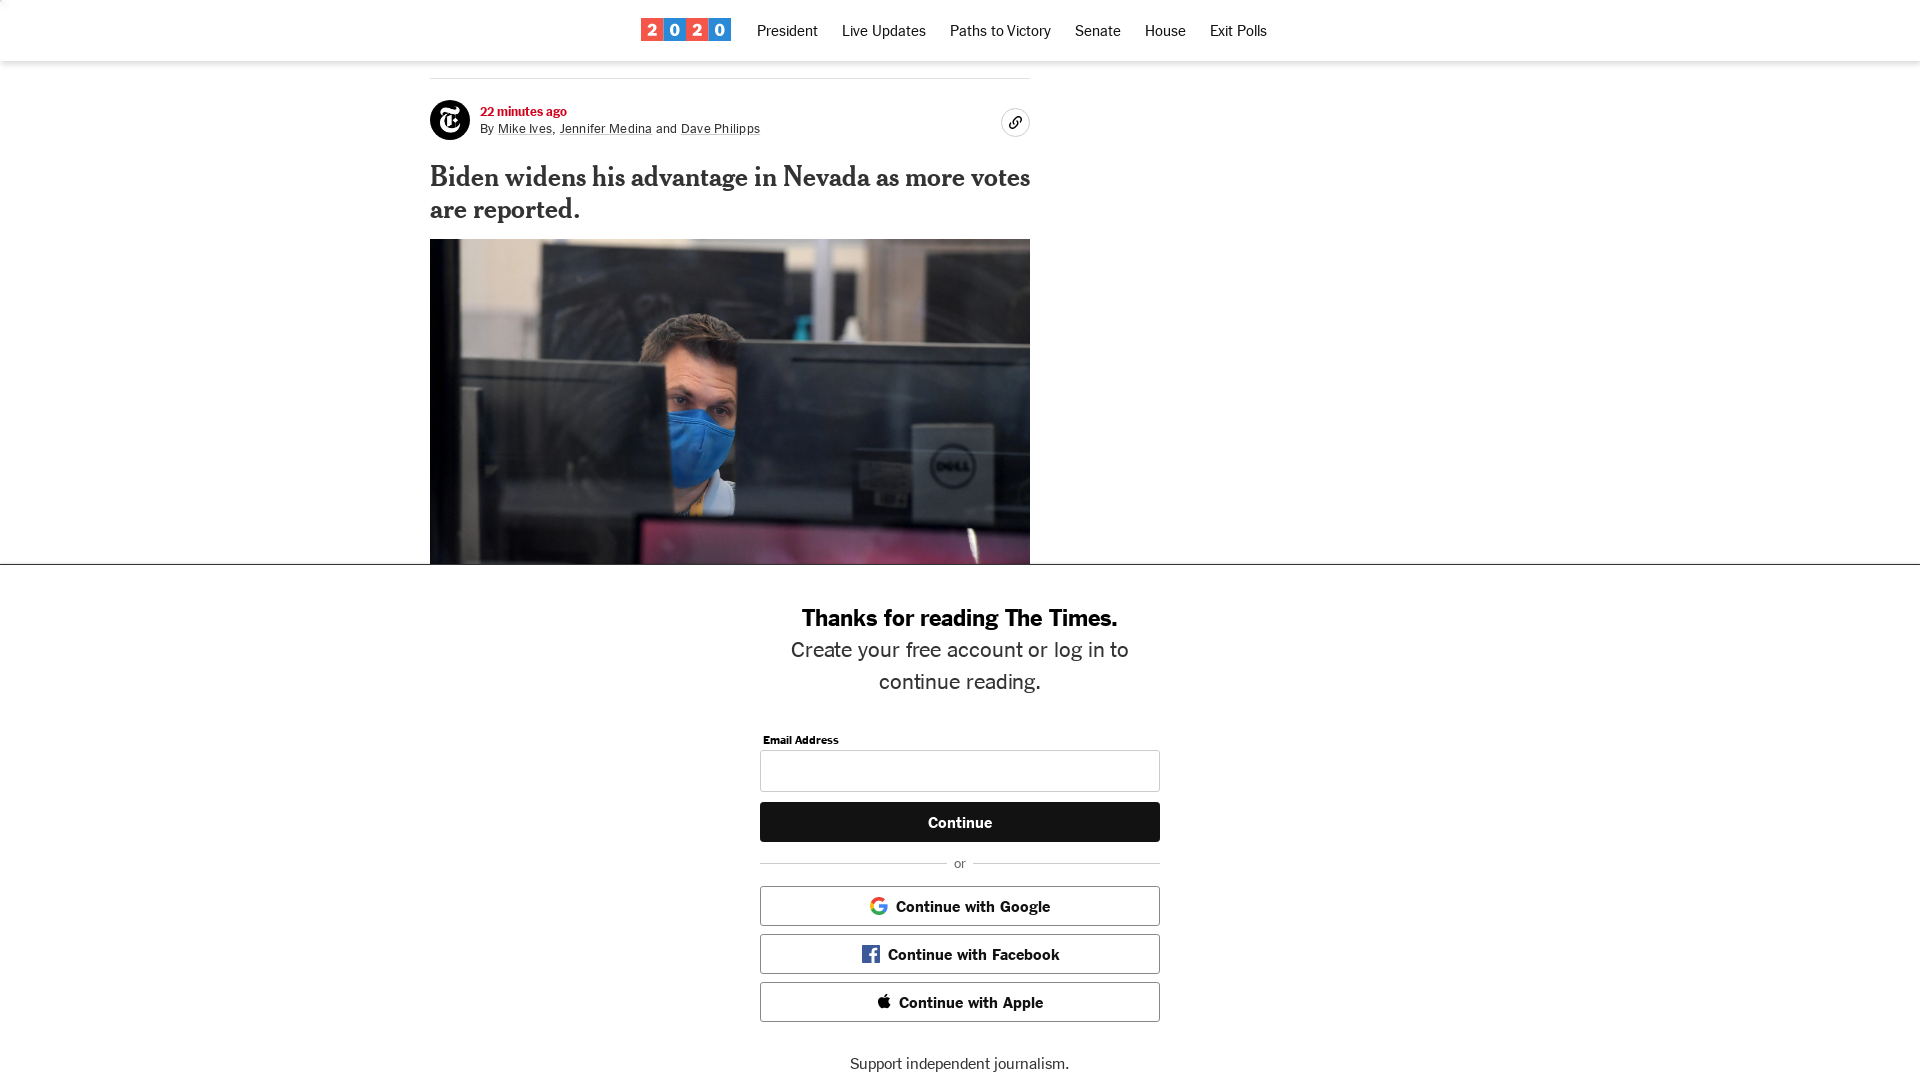 2020 President Live Updates Paths to Victory Senate House Exit Polls
22 minutes ago
By Mike Ives, Jennifer Medina and Dave Philipps
Biden widens his advantage in Nevada as more votes
are reported.
DELL
Thanks for reading The Times.
Create your free account or log in to
continue reading.
Email Address
Continue
or
Continue with Google
Continue with Facebook
Continue with Apple
Support independent journalism.